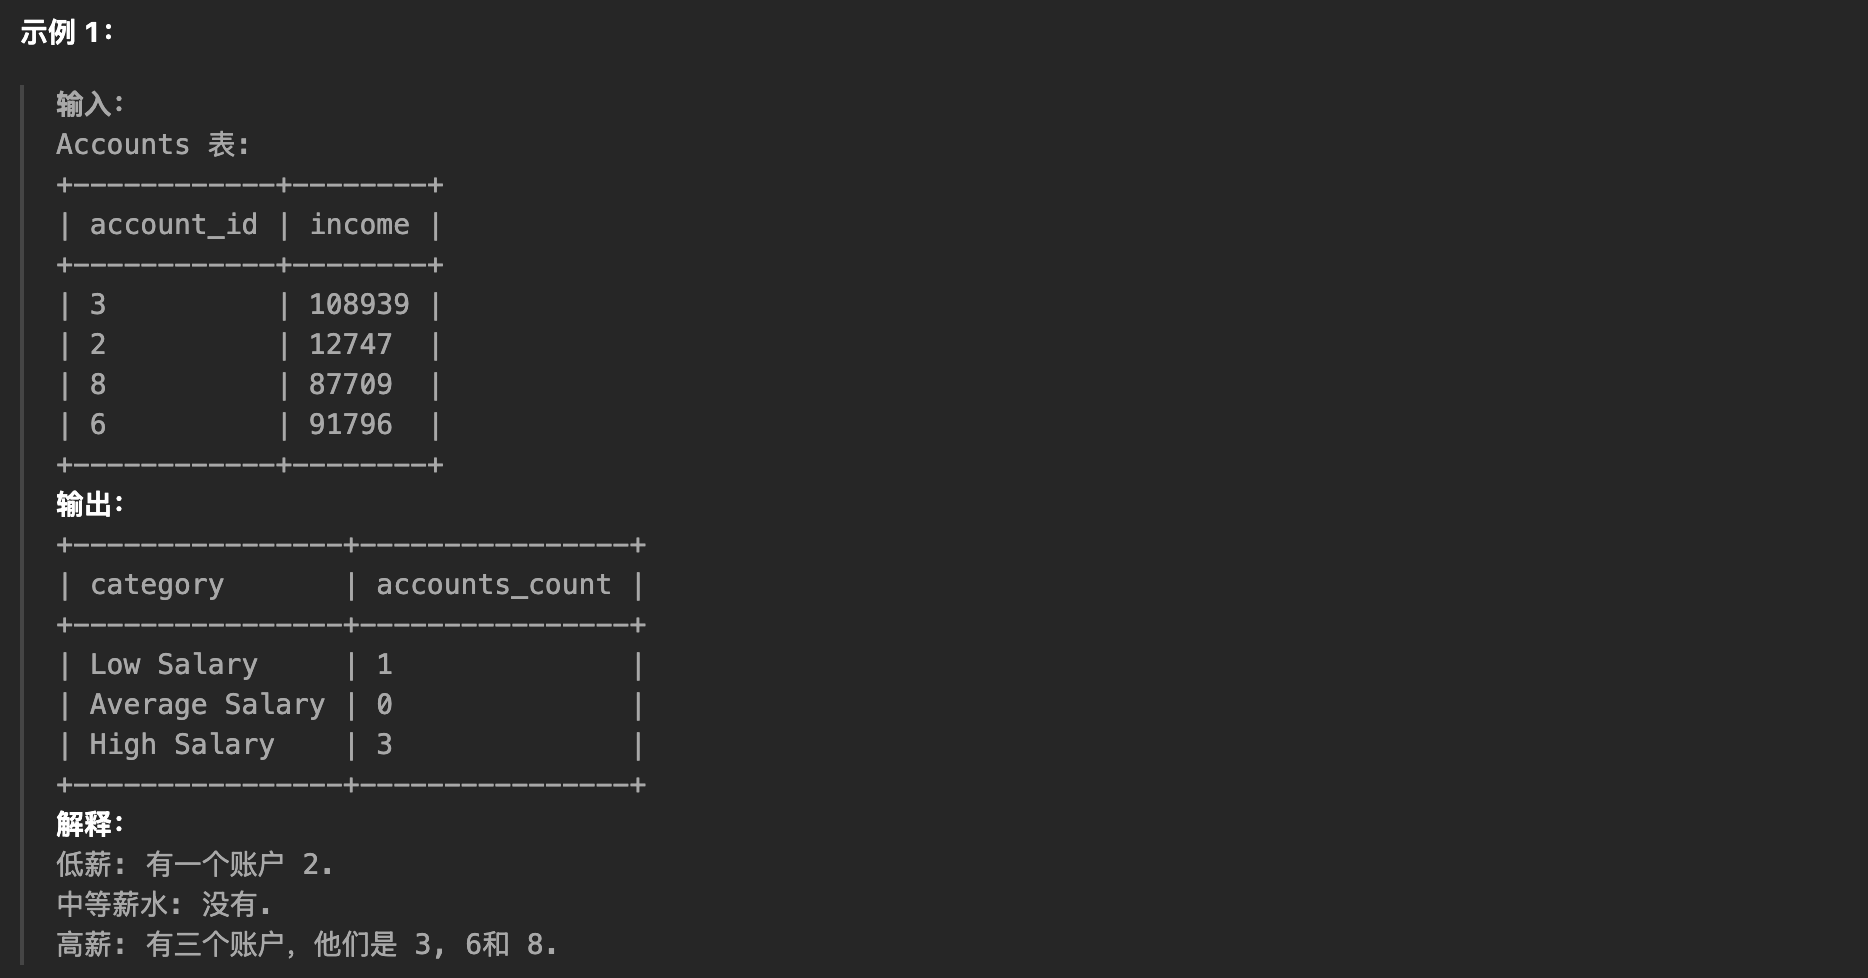 示例 1：
输入：
Accounts 表:
+------------+--------+
| account_id | income |
+------------+--------+
| 3          | 108939 |
| 2          | 12747  |
| 8          | 87709  |
| 6          | 91796  |
+------------+--------+
输出：
+----------------+----------------+
| category       | accounts_count |
+----------------+----------------+
| Low Salary     | 1              |
| Average Salary | 0              |
| High Salary    | 3              |
+----------------+----------------+
解释：
低薪: 有一个账户 2.
中等薪水: 没有.
高薪: 有三个账户，他们是 3, 6和 8.